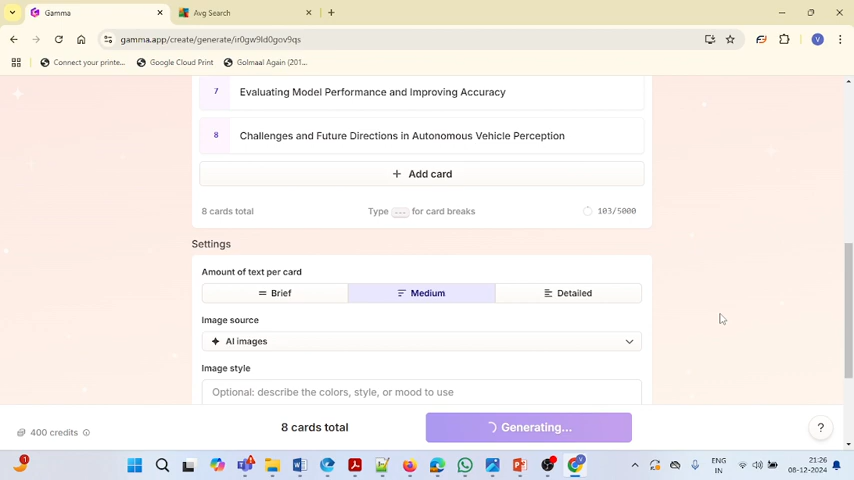 Gamma
Avg Search
gamma.app/create/generate/ir0gw9ld0gov9qs
Connect your printe...
Google Cloud Print
Golmaal Again (201...
7 Evaluating Model Performance and Improving Accuracy
8 Challenges and Future Directions in Autonomous Vehicle Perception
+ Add card
8 cards total
Type --- for card breaks
103/5000
Settings
Amount of text per card
Brief
Medium
Detailed
Image source
AI images
Image style
Optional: describe the colors, style, or mood to use
400 credits
8 cards total
Generating...
?
ENG
IN
21:26
08-12-2024